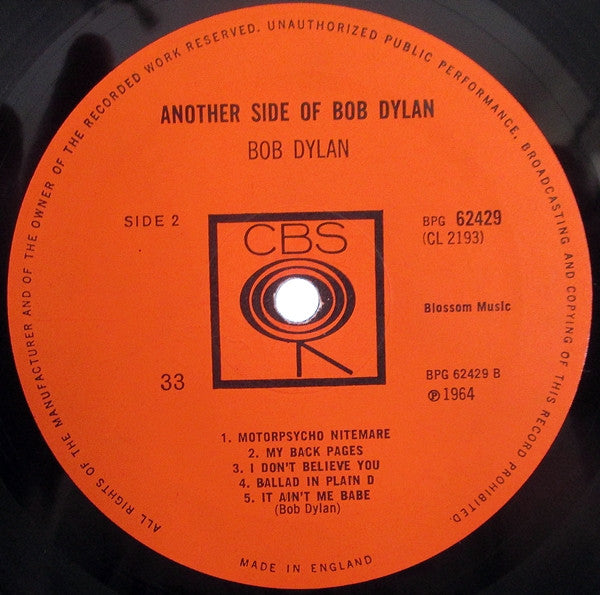 ALL RIGHTS OF THE MANUFACTURER AND OF THE OWNER OF THE RECORDED WORK RESERVED. UNAUTHORIZED PUBLIC PERFORMANCE, BROADCASTING AND COPYING OF THIS RECORD PROHIBITED.
ANOTHER SIDE OF BOB DYLAN
BOB DYLAN
SIDE 2
BPG 62429
(CL 2193)
CBS
Blossom Music
33
BPG 62429 B
℗ 1964
1. MOTORPSYCHO NITEMARE
2. MY BACK PAGES
3. I DON'T BELIEVE YOU
4. BALLAD IN PLAIN D
5. IT AIN'T ME BABE
(Bob Dylan)
MADE IN ENGLAND